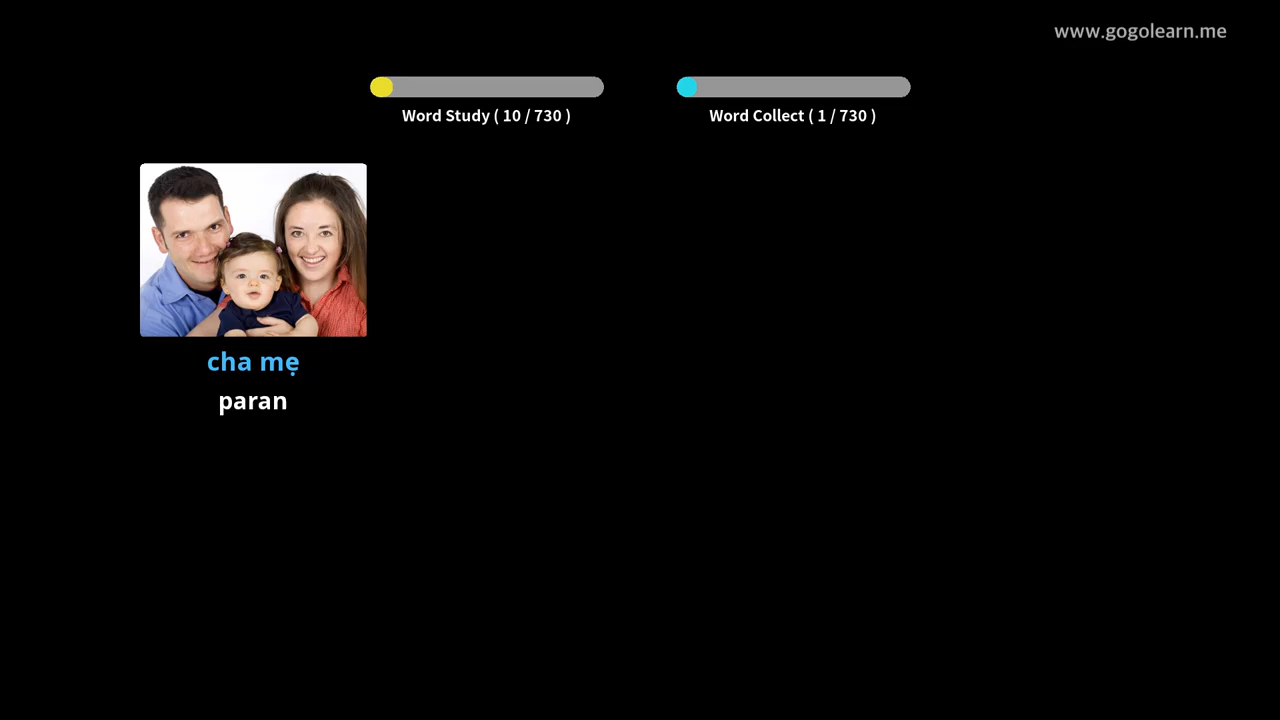 www.gogolearn.me
Word Study ( 10 / 730 )
Word Collect ( 1 / 730 )
cha mẹ
paran